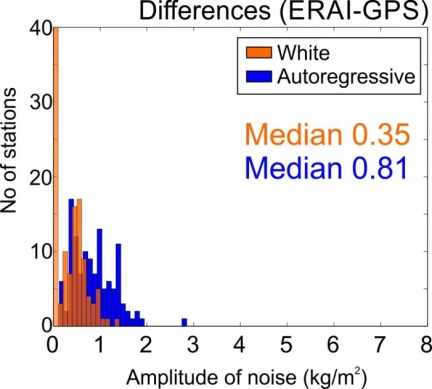 Differences (ERAI-GPS)
40
30
20
10
0
No of stations
White
Autoregressive
Median 0.35
Median 0.81
0 1 2 3 4 5 6 7 8
Amplitude of noise (kg/m²)